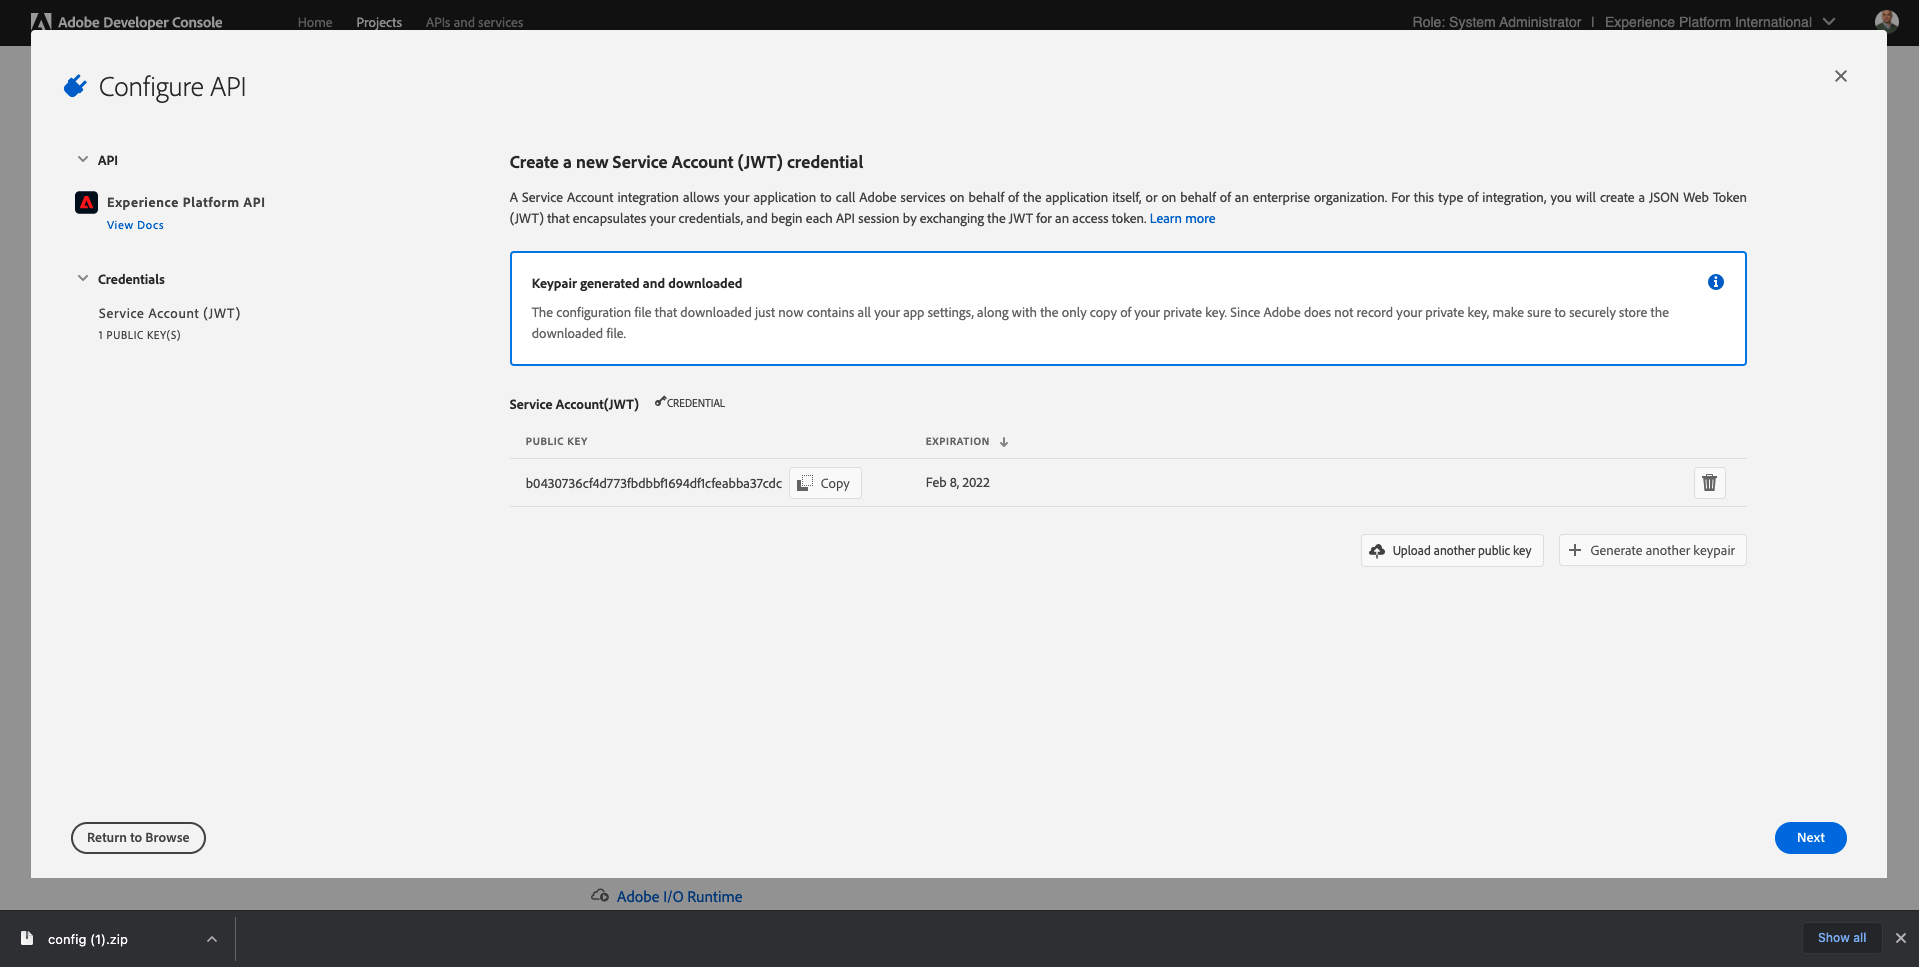 Adobe Developer Console
Home
Projects
APIs and services
Role: System Administrator | Experience Platform International
Configure API
API
Experience Platform API
View Docs
Credentials
Service Account (JWT)
1 PUBLIC KEY(S)
Create a new Service Account (JWT) credential
A Service Account integration allows your application to call Adobe services on behalf of the application itself, or on behalf of an enterprise organization. For this type of integration, you will create a JSON Web Token
(JWT) that encapsulates your credentials, and begin each API session by exchanging the JWT for an access token. Learn more
Keypair generated and downloaded
The configuration file that downloaded just now contains all your app settings, along with the only copy of your private key. Since Adobe does not record your private key, make sure to securely store the
downloaded file.
Service Account(JWT)
CREDENTIAL
PUBLIC KEY
EXPIRATION
b0430736cf4d773fbdbbf1694df1cfeabba37cdc
Copy
Feb 8, 2022
Upload another public key
Generate another keypair
Return to Browse
Next
Adobe I/O Runtime
config (1).zip
Show all